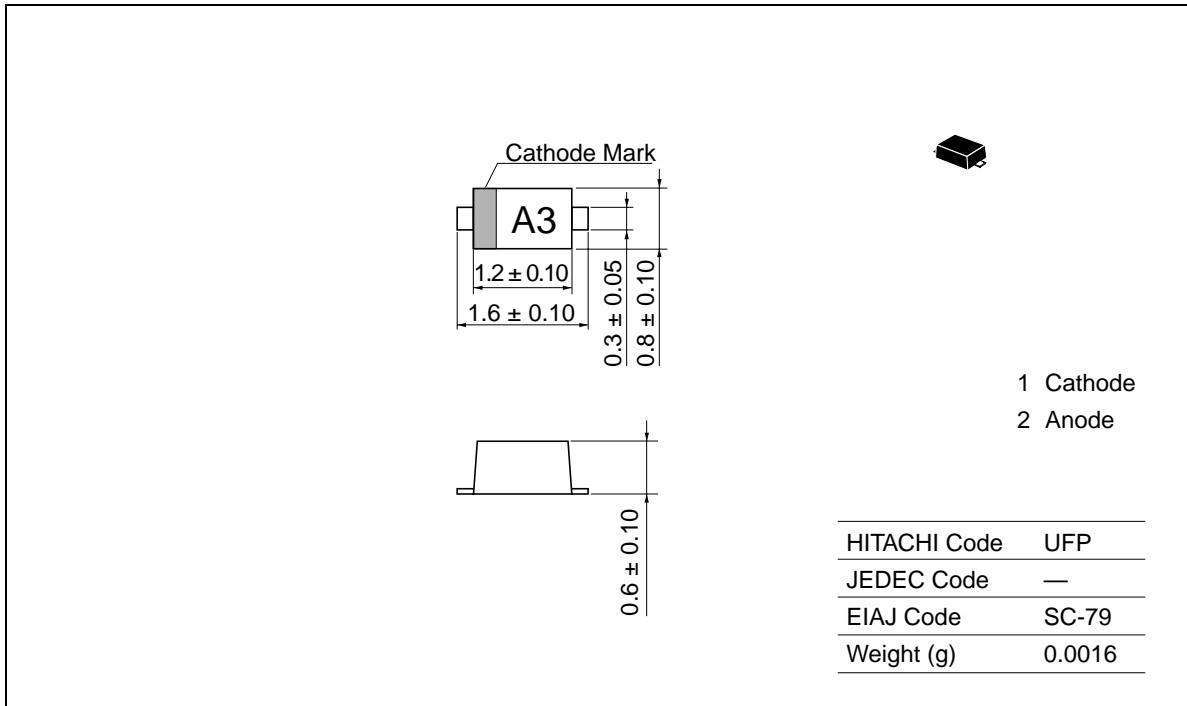 Cathode Mark
A3
1.2 ± 0.10
1.6 ± 0.10
0.3 ± 0.05
0.8 ± 0.10
1 Cathode
2 Anode
0.6 ± 0.10
HITACHI Code UFP
JEDEC Code —
EIAJ Code SC-79
Weight (g) 0.0016